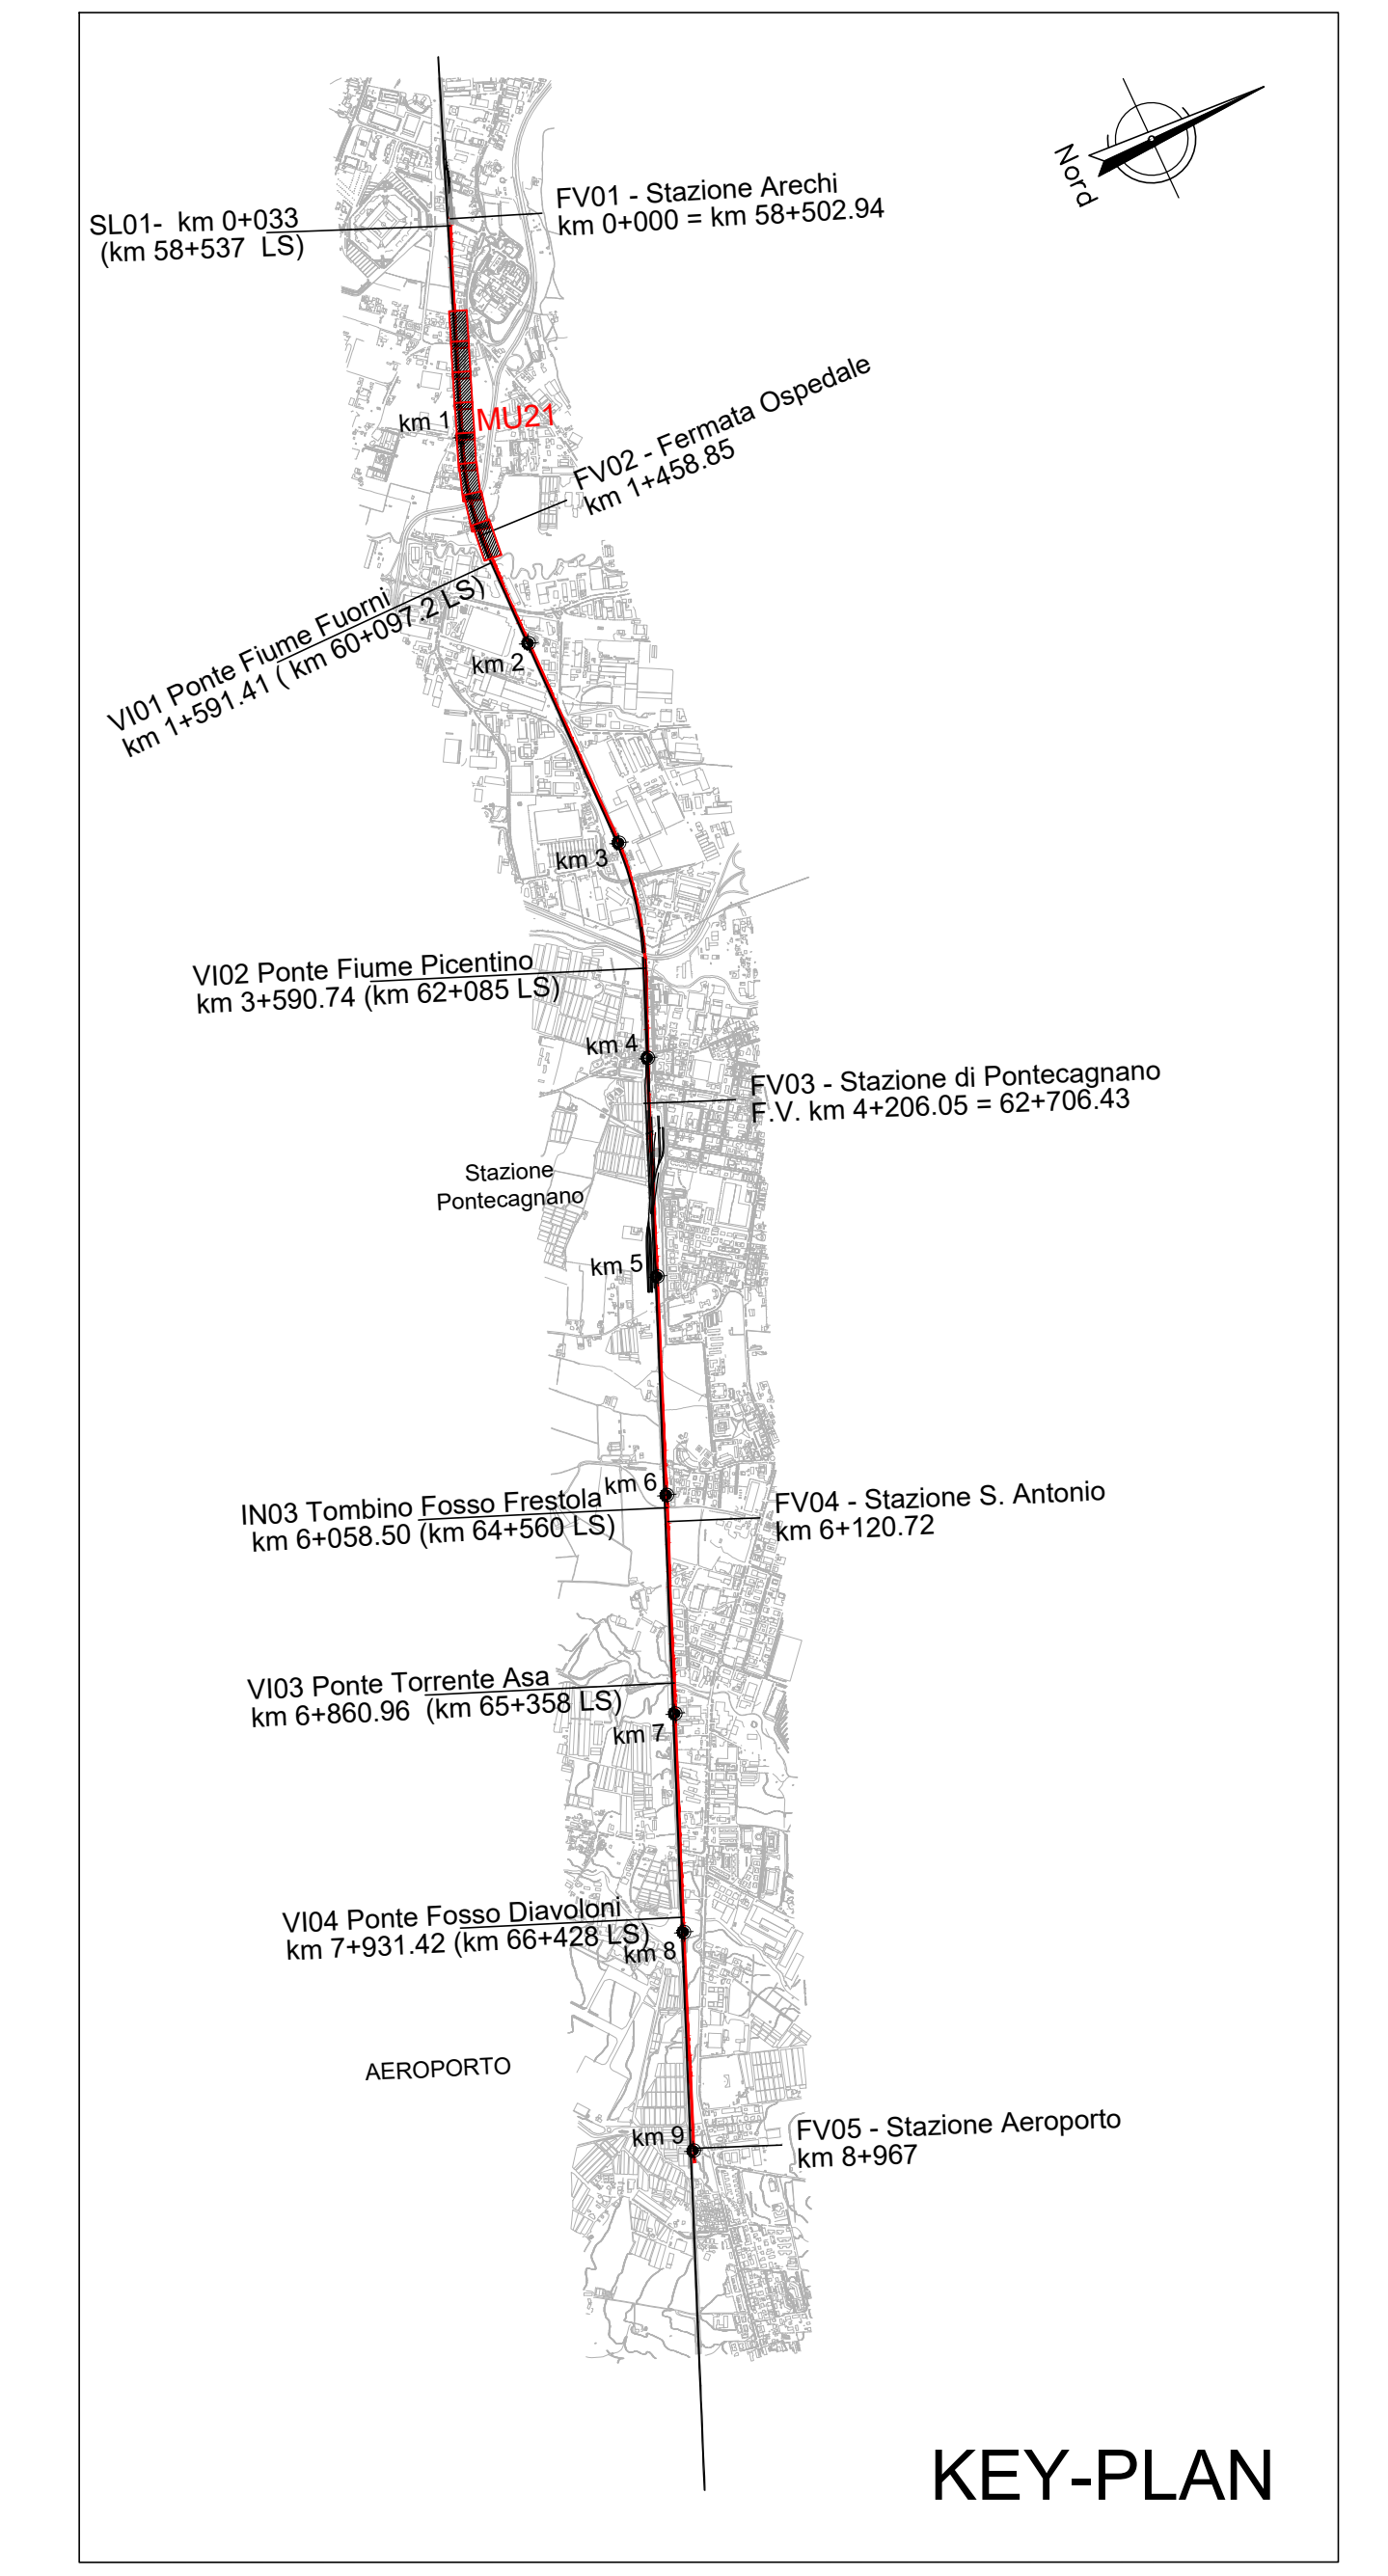 Nord
FV01 - Stazione Arechi
km 0+000 = km 58+502.94
SL01- km 0+033
(km 58+537 LS)
km 1
MU21
FV02 - Fermata Ospedale
km 1+458.85
VI01 Ponte Fiume Fuorni
km 1+591.41 ( km 60+097.2 LS)
km 2
km 3
VI02 Ponte Fiume Picentino
km 3+590.74 (km 62+085 LS)
km 4
FV03 - Stazione di Pontecagnano
F.V. km 4+206.05 = 62+706.43
Stazione
Pontecagnano
km 5
km 6
IN03 Tombino Fosso Frestola
km 6+058.50 (km 64+560 LS)
FV04 - Stazione S. Antonio
km 6+120.72
VI03 Ponte Torrente Asa
km 6+860.96 (km 65+358 LS)
km 7
VI04 Ponte Fosso Diavoloni
km 7+931.42 (km 66+428 LS)
km 8
AEROPORTO
km 9
FV05 - Stazione Aeroporto
km 8+967
KEY-PLAN